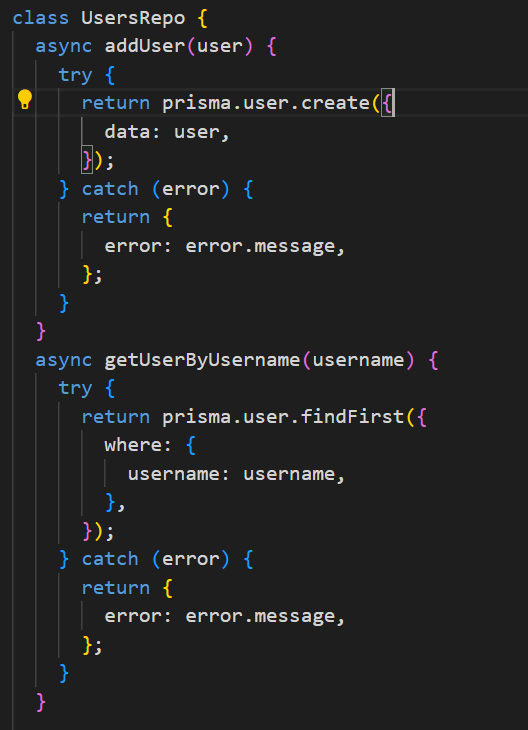 class UsersRepo {
  async addUser(user) {
    try {
      return prisma.user.create({
        data: user,
      });
    } catch (error) {
      return {
        error: error.message,
      };
    }
  }
  async getUserByUsername(username) {
    try {
      return prisma.user.findFirst({
        where: {
          username: username,
        },
      });
    } catch (error) {
      return {
        error: error.message,
      };
    }
  }